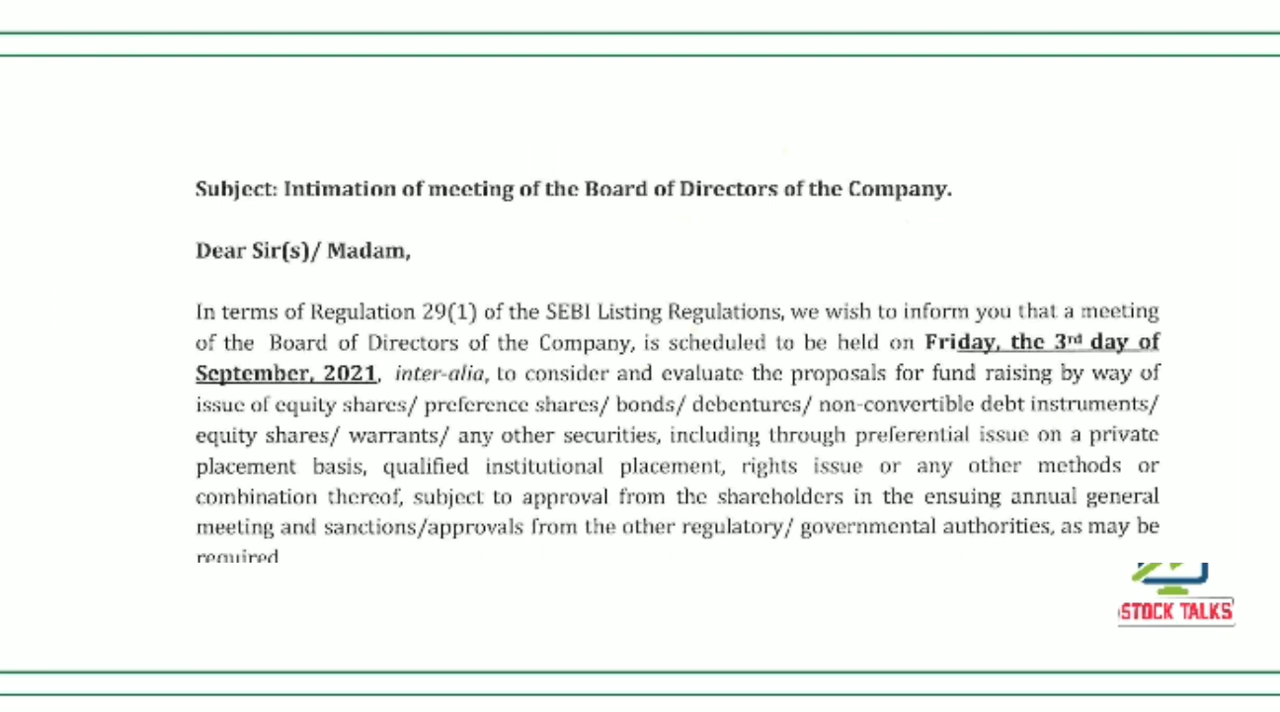 Subject: Intimation of meeting of the Board of Directors of the Company.
Dear Sir(s)/ Madam,
In terms of Regulation 29(1) of the SEBI Listing Regulations, we wish to inform you that a meeting
of the Board of Directors of the Company, is scheduled to be held on Friday, the 3rd day of
September, 2021, inter-alia, to consider and evaluate the proposals for fund raising by way of
issue of equity shares/ preference shares/ bonds/ debentures/ non-convertible debt instruments/
equity shares/ warrants/ any other securities, including through preferential issue on a private
placement basis, qualified institutional placement, rights issue or any other methods or
combination thereof, subject to approval from the shareholders in the ensuing annual general
meeting and sanctions/approvals from the other regulatory/ governmental authorities, as may be
required
STOCK TALKS